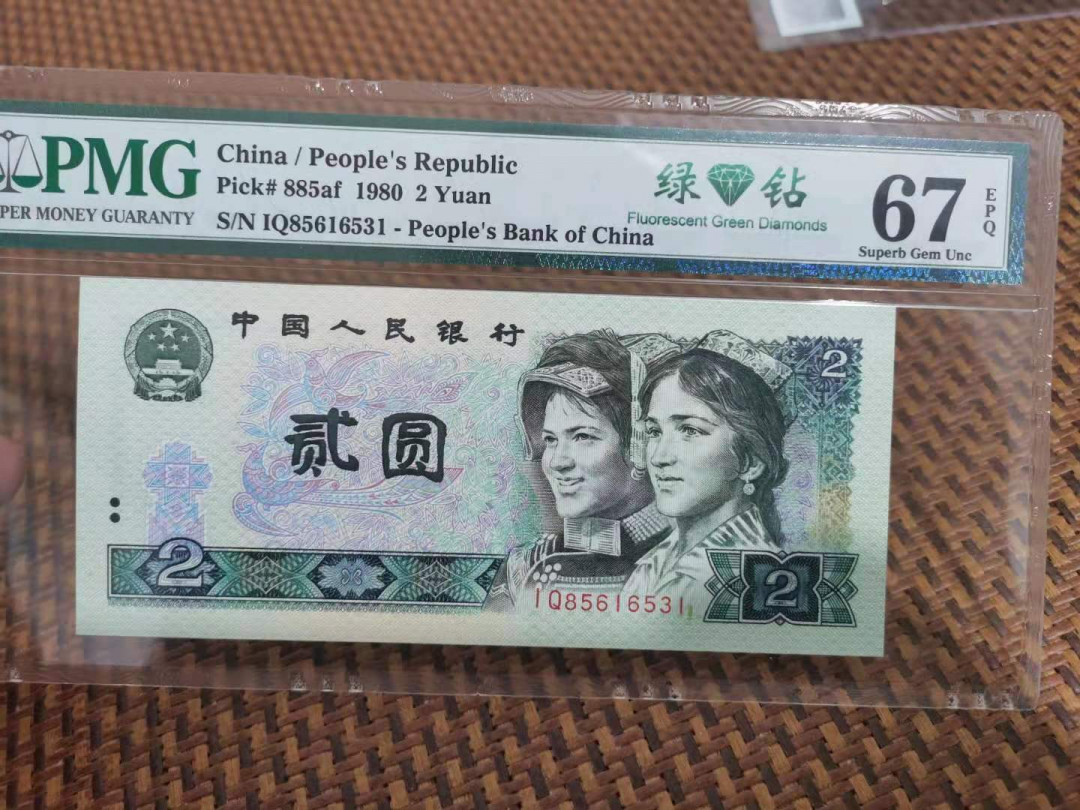 PMG
PER MONEY GUARANTY
China / People's Republic
Pick# 885af 1980 2 Yuan
S/N IQ85616531 - People's Bank of China
绿钻
Fluorescent Green Diamonds
67
EPQ
Superb Gem Unc
中国人民银行
2
贰圆
2
IQ85616531
2